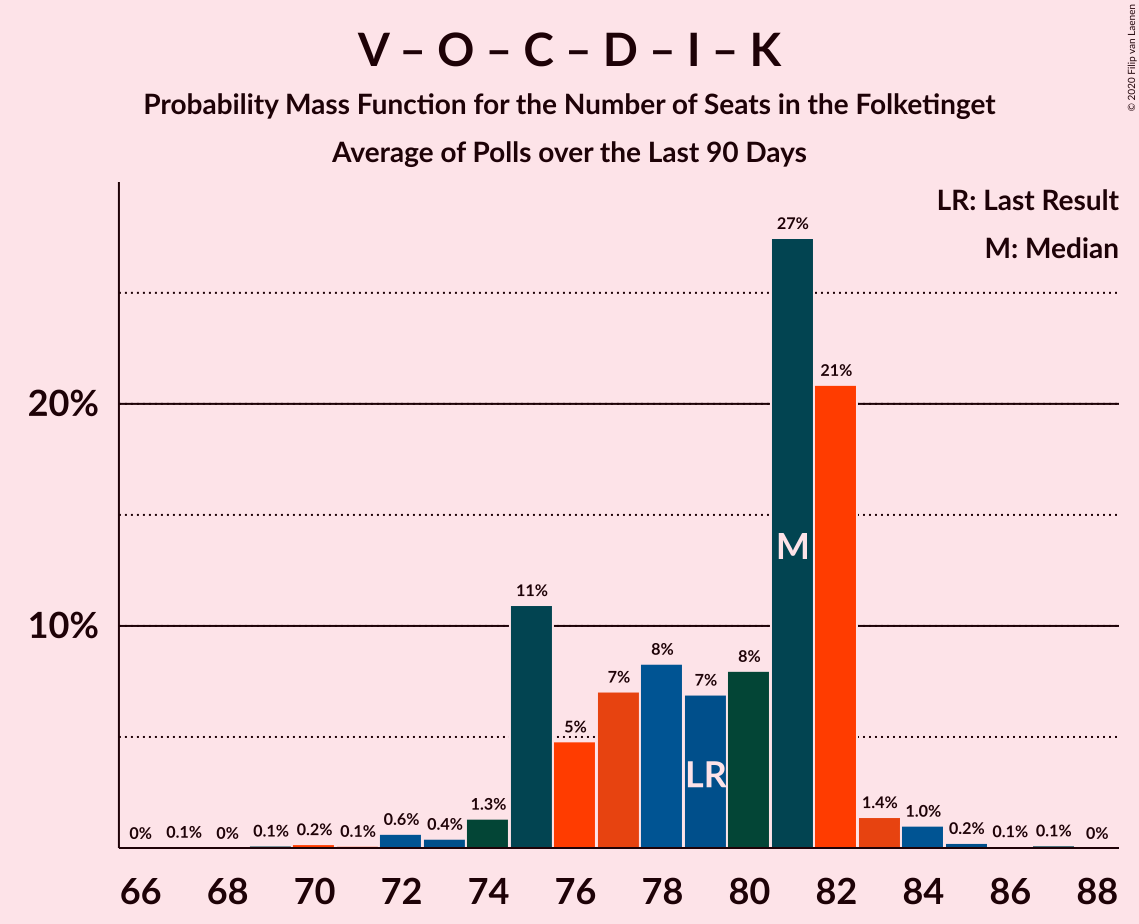 V – O – C – D – I – K
Probability Mass Function for the Number of Seats in the Folketinget
Average of Polls over the Last 90 Days
© 2020 Filip van Laenen
LR: Last Result
M: Median
27%
21%
20%
M
11%
10%
8%
8%
7%
7%
5%
LR
1.3%
1.4%
1.0%
0.6%
0.4%
0% 0.1% 0% 0.1% 0.2% 0.1% 0.2% 0.1% 0.1% 0%
66 68 70 72 74 76 78 80 82 84 86 88